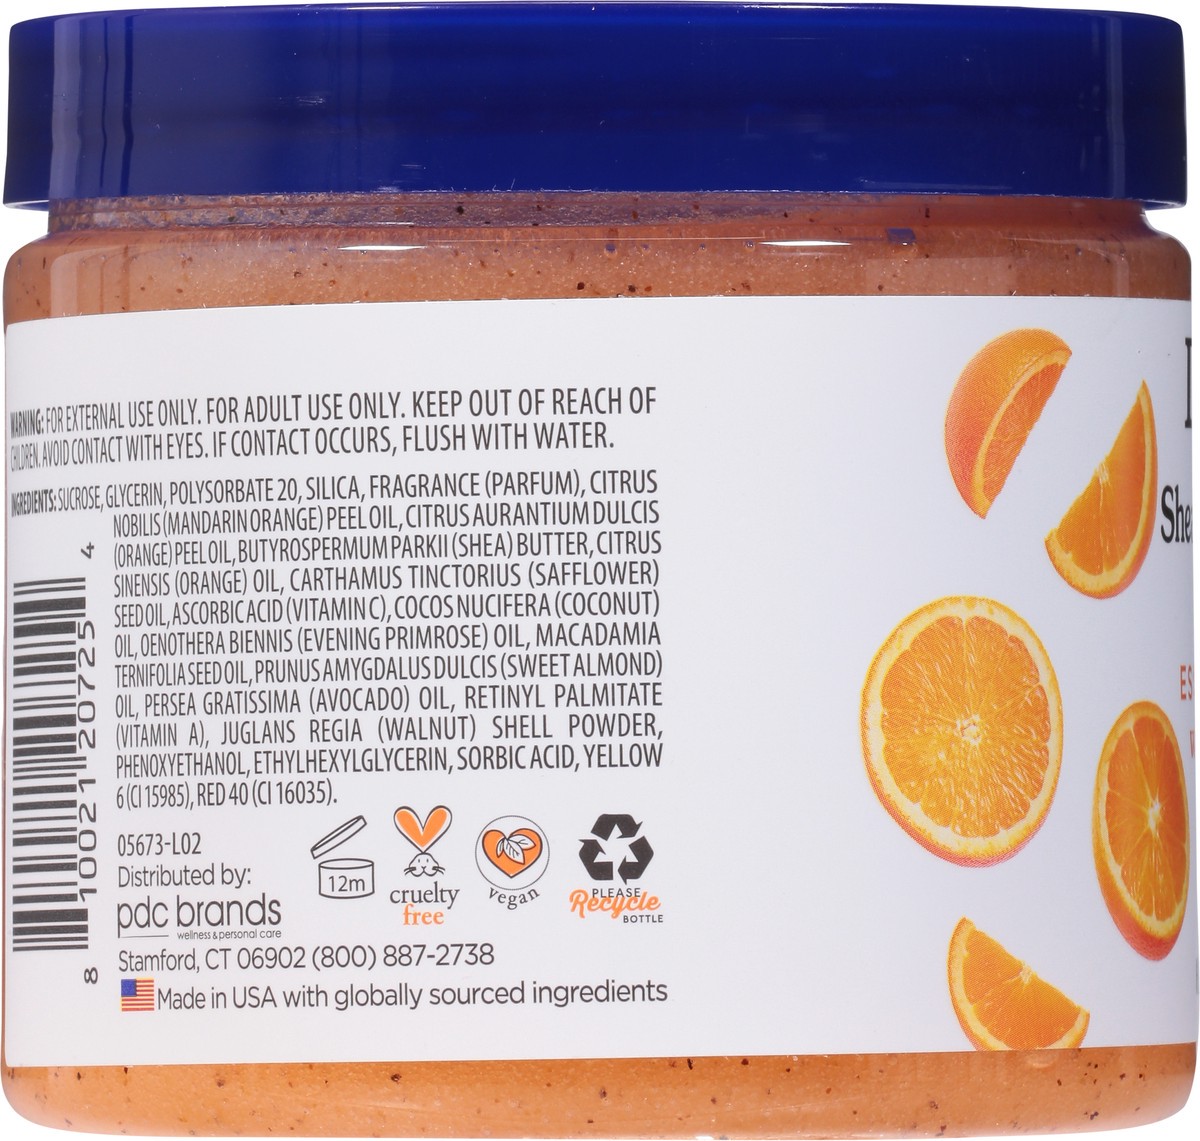 WARNING: FOR EXTERNAL USE ONLY. FOR ADULT USE ONLY. KEEP OUT OF REACH OF
CHILDREN. AVOID CONTACT WITH EYES. IF CONTACT OCCURS, FLUSH WITH WATER.
INGREDIENTS: SUCROSE, GLYCERIN, POLYSORBATE 20, SILICA, FRAGRANCE (PARFUM), CITRUS
NOBILIS (MANDARIN ORANGE) PEEL OIL, CITRUS AURANTIUM DULCIS
(ORANGE) PEEL OIL, BUTYROSPERMUM PARKII (SHEA) BUTTER, CITRUS
SINENSIS (ORANGE) OIL, CARTHAMUS TINCTORIUS (SAFFLOWER)
SEED OIL, ASCORBIC ACID (VITAMIN C), COCOS NUCIFERA (COCONUT)
OIL, OENOTHERA BIENNIS (EVENING PRIMROSE) OIL, MACADAMIA
TERNIFOLIA SEED OIL, PRUNUS AMYGDALUS DULCIS (SWEET ALMOND)
OIL, PERSEA GRATISSIMA (AVOCADO) OIL, RETINYL PALMITATE
(VITAMIN A), JUGLANS REGIA (WALNUT) SHELL POWDER,
PHENOXYETHANOL, ETHYLHEXYLGLYCERIN, SORBIC ACID, YELLOW
6 (CI 15985), RED 40 (CI 16035).
8 10021 20725 4
05673-L02
Distributed by:
pdc brands
wellness & personal care
Stamford, CT 06902 (800) 887-2738
Made in USA with globally sourced ingredients
12m
cruelty
free
vegan
PLEASE
Recycle
BOTTLE
She
ES